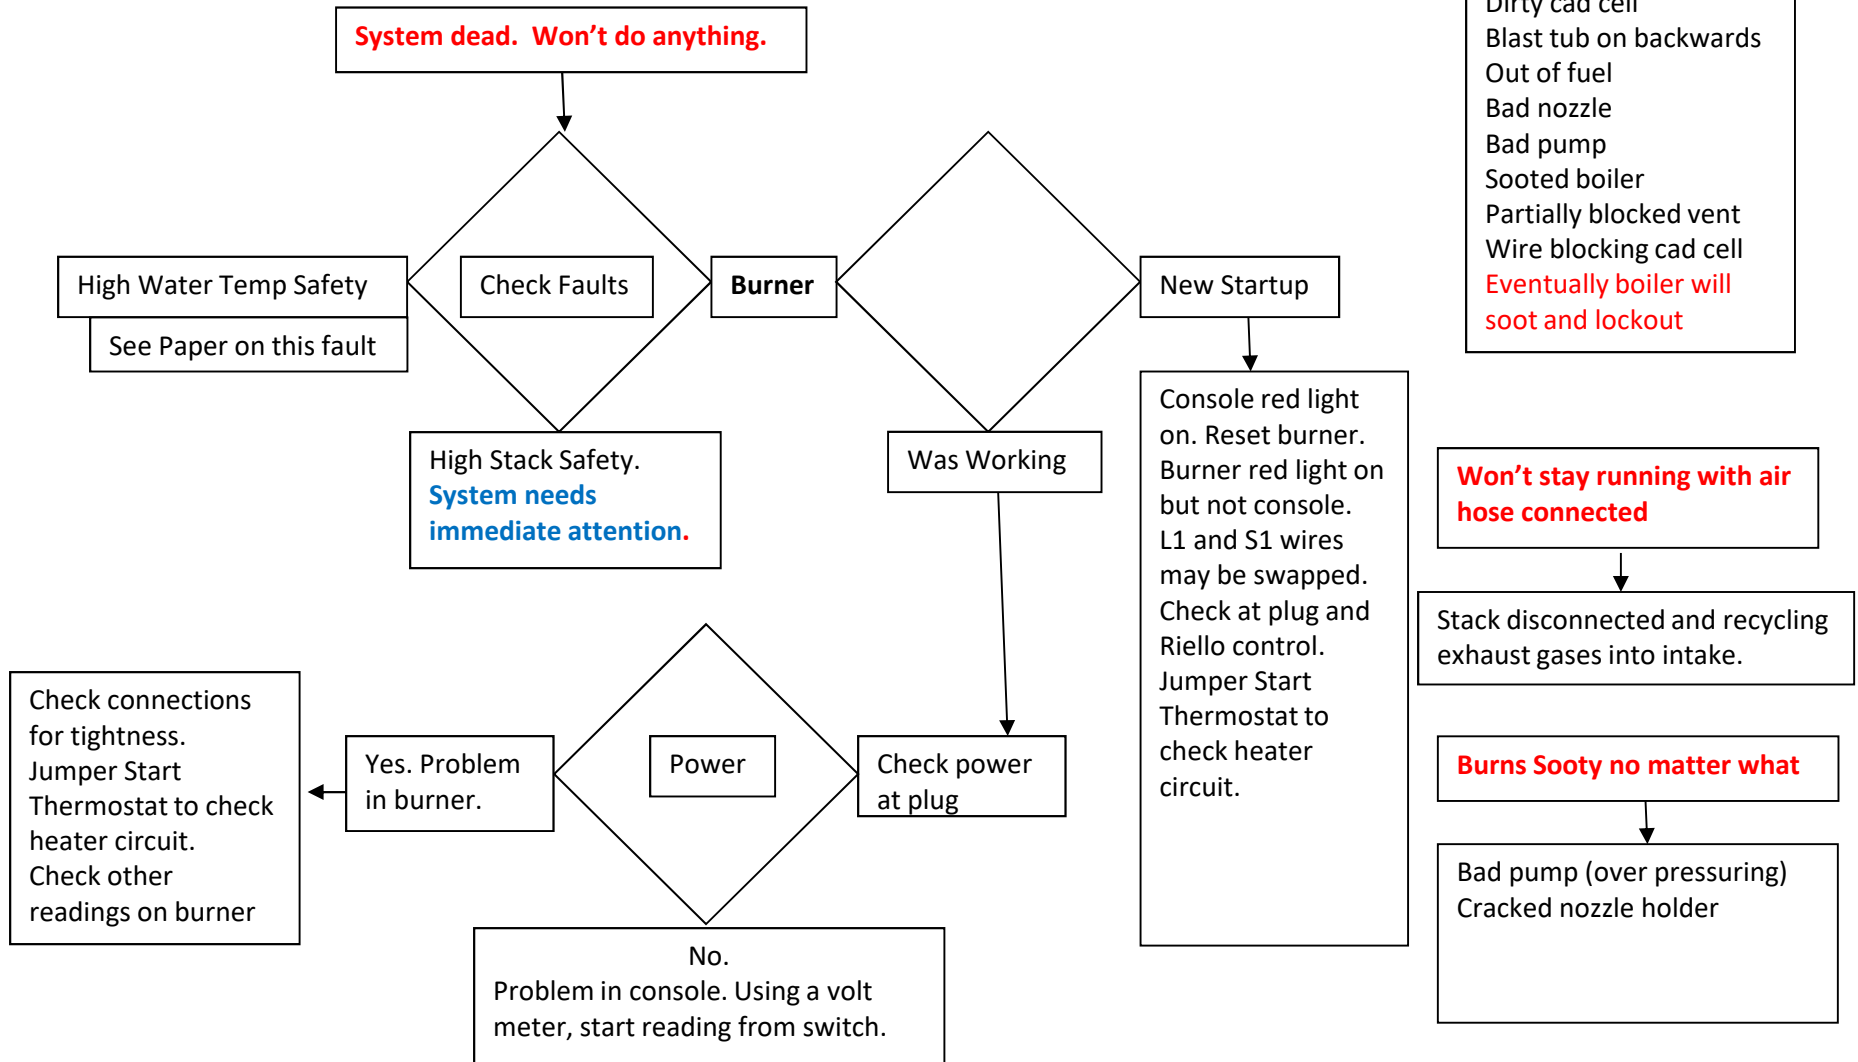 System dead.  Won’t do anything.
Dirty cad cell
Blast tub on backwards
Out of fuel
Bad nozzle
Bad pump
Sooted boiler
Partially blocked vent
Wire blocking cad cell
Eventually boiler will
soot and lockout
High Water Temp Safety
See Paper on this fault
Check Faults
Burner
New Startup
High Stack Safety.
System needs
immediate attention.
Was Working
Console red light
on. Reset burner.
Burner red light on
but not console.
L1 and S1 wires
may be swapped.
Check at plug and
Riello control.
Jumper Start
Thermostat to
check heater
circuit.
Won’t stay running with air
hose connected
Stack disconnected and recycling
exhaust gases into intake.
Check connections
for tightness.
Jumper Start
Thermostat to check
heater circuit.
Check other
readings on burner
Yes. Problem
in burner.
Power
Check power
at plug
No.
Problem in console. Using a volt
meter, start reading from switch.
Burns Sooty no matter what
Bad pump (over pressuring)
Cracked nozzle holder